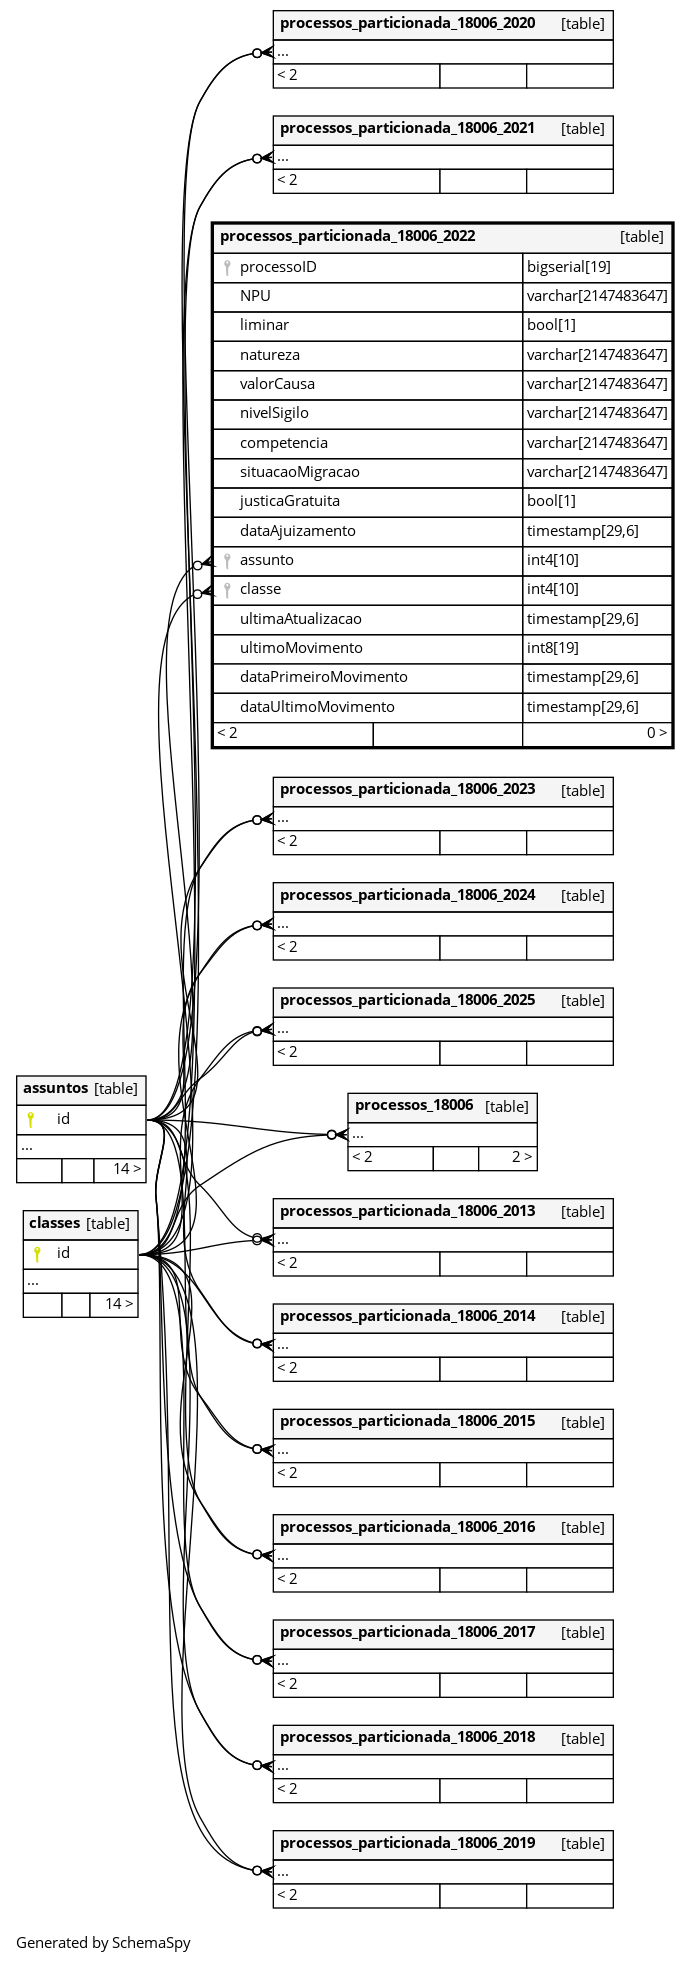 processos_particionada_18006_2020 [table]
...
< 2
processos_particionada_18006_2021 [table]
...
< 2
processos_particionada_18006_2022 [table]
processoID bigserial[19]
NPU varchar[2147483647]
liminar bool[1]
natureza varchar[2147483647]
valorCausa varchar[2147483647]
nivelSigilo varchar[2147483647]
competencia varchar[2147483647]
situacaoMigracao varchar[2147483647]
justicaGratuita bool[1]
dataAjuizamento timestamp[29,6]
assunto int4[10]
classe int4[10]
ultimaAtualizacao timestamp[29,6]
ultimoMovimento int8[19]
dataPrimeiroMovimento timestamp[29,6]
dataUltimoMovimento timestamp[29,6]
< 2 0 >
processos_particionada_18006_2023 [table]
...
< 2
processos_particionada_18006_2024 [table]
...
< 2
processos_particionada_18006_2025 [table]
...
< 2
assuntos [table]
id
...
14 >
processos_18006 [table]
...
< 2 2 >
classes [table]
id
...
14 >
processos_particionada_18006_2013 [table]
...
< 2
processos_particionada_18006_2014 [table]
...
< 2
processos_particionada_18006_2015 [table]
...
< 2
processos_particionada_18006_2016 [table]
...
< 2
processos_particionada_18006_2017 [table]
...
< 2
processos_particionada_18006_2018 [table]
...
< 2
processos_particionada_18006_2019 [table]
...
< 2
Generated by SchemaSpy